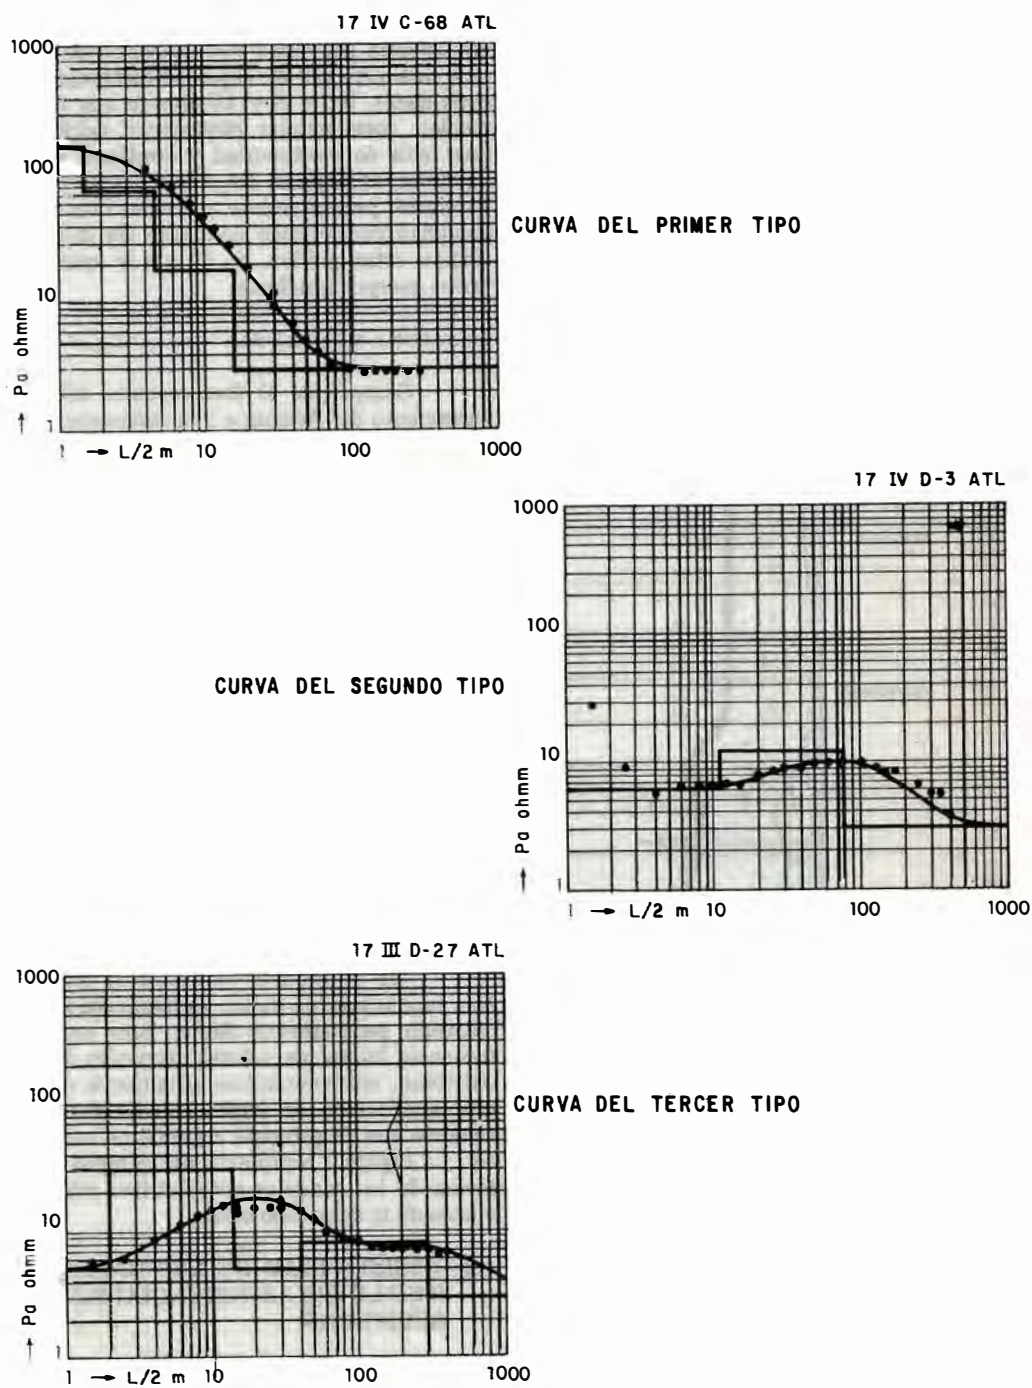 17 IV C-68 ATL
1000
100
10
1
Pa ohmm
1 → L/2 m 10 100 1000
CURVA DEL PRIMER TIPO
17 IV D-3 ATL
1000
100
10
1
Pa ohmm
1 → L/2 m 10 100 1000
CURVA DEL SEGUNDO TIPO
17 III D-27 ATL
1000
100
10
1
Pa ohmm
1 → L/2 m 10 100 1000
CURVA DEL TERCER TIPO